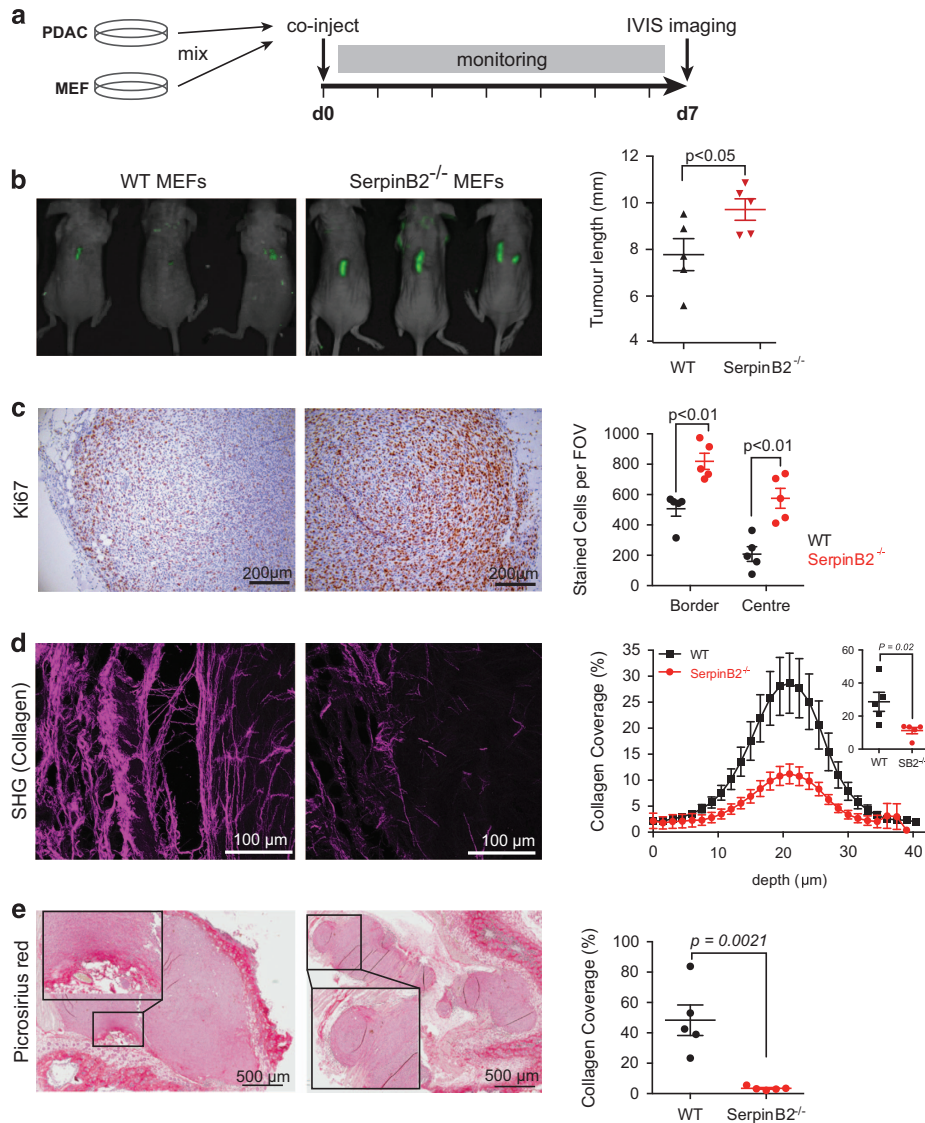 a
PDAC
MEF
mix
co-inject
IVIS imaging
monitoring
d0
d7
b
WT MEFs
SerpinB2-/- MEFs
Tumour length (mm)
12
10
8
6
4
p<0.05
WT
SerpinB2-/-
c
Ki67
200µm
200µm
Stained Cells per FOV
1000
800
600
400
200
0
p<0.01
p<0.01
Border
Centre
WT
SerpinB2-/-
d
SHG (Collagen)
100 µm
100 µm
Collagen Coverage (%)
35
30
25
20
15
10
5
0
WT
SerpinB2-/-
P = 0.02
60
40
20
0
WT
SB2-/-
0
10
20
30
40
depth (µm)
e
Picrosirius red
500 µm
500 µm
Collagen Coverage (%)
100
80
60
40
20
0
p = 0.0021
WT
SerpinB2-/-